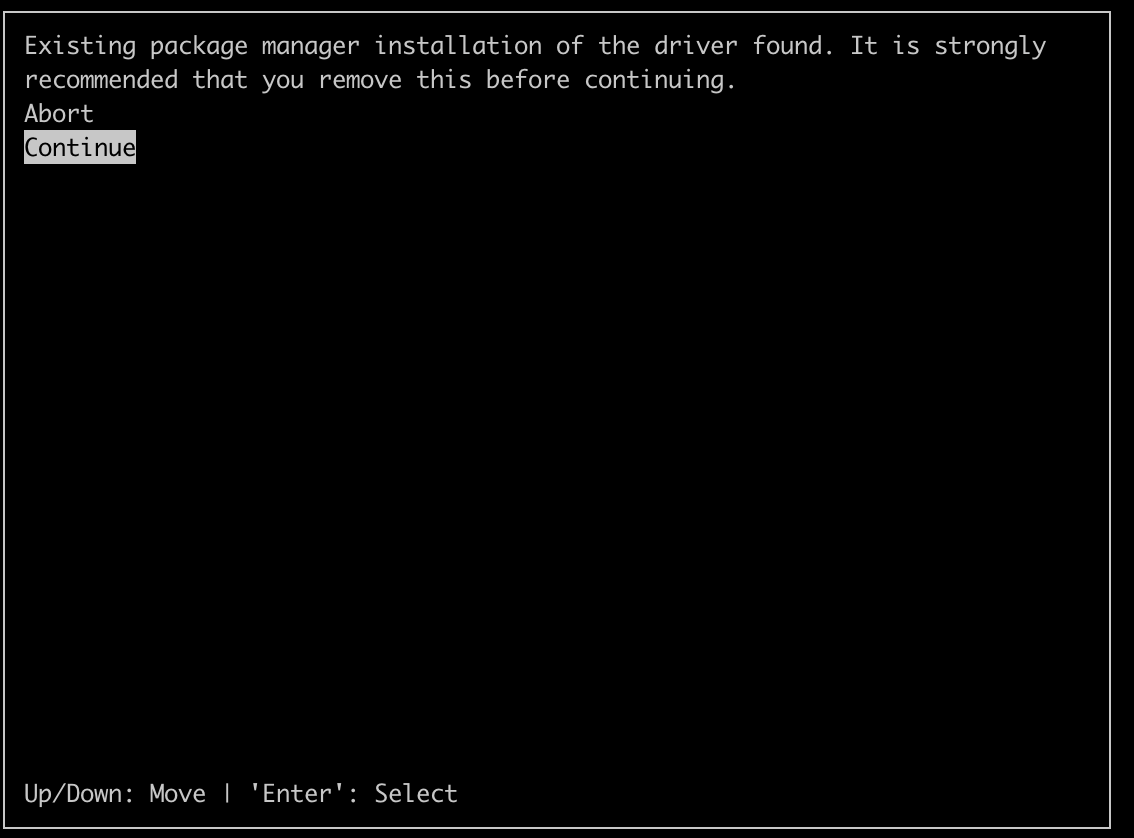 Existing package manager installation of the driver found. It is strongly
recommended that you remove this before continuing.
Abort
Continue
Up/Down: Move | 'Enter': Select